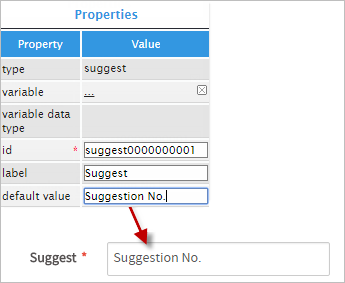 Properties
Property Value
type suggest
variable ...
variable data
type
id * suggest0000000001
label Suggest
default value Suggestion No.
Suggest * Suggestion No.